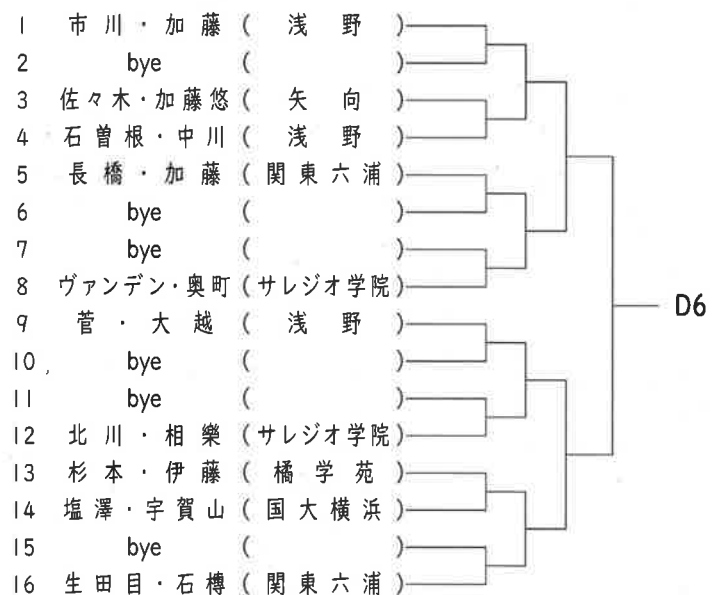 1 市川・加藤(浅野)
2 bye ( )
3 佐々木・加藤悠(矢向)
4 石曽根・中川(浅野)
5 長橋・加藤(関東六浦)
6 bye ( )
7 bye ( )
8 ヴァンデン・奥町(サレジオ学院)
D6
9 菅・大越(浅野)
10 bye ( )
11 bye ( )
12 北川・相樂(サレジオ学院)
13 杉本・伊藤(橘学苑)
14 塩澤・宇賀山(国大横浜)
15 bye ( )
16 生田目・石樽(関東六浦)